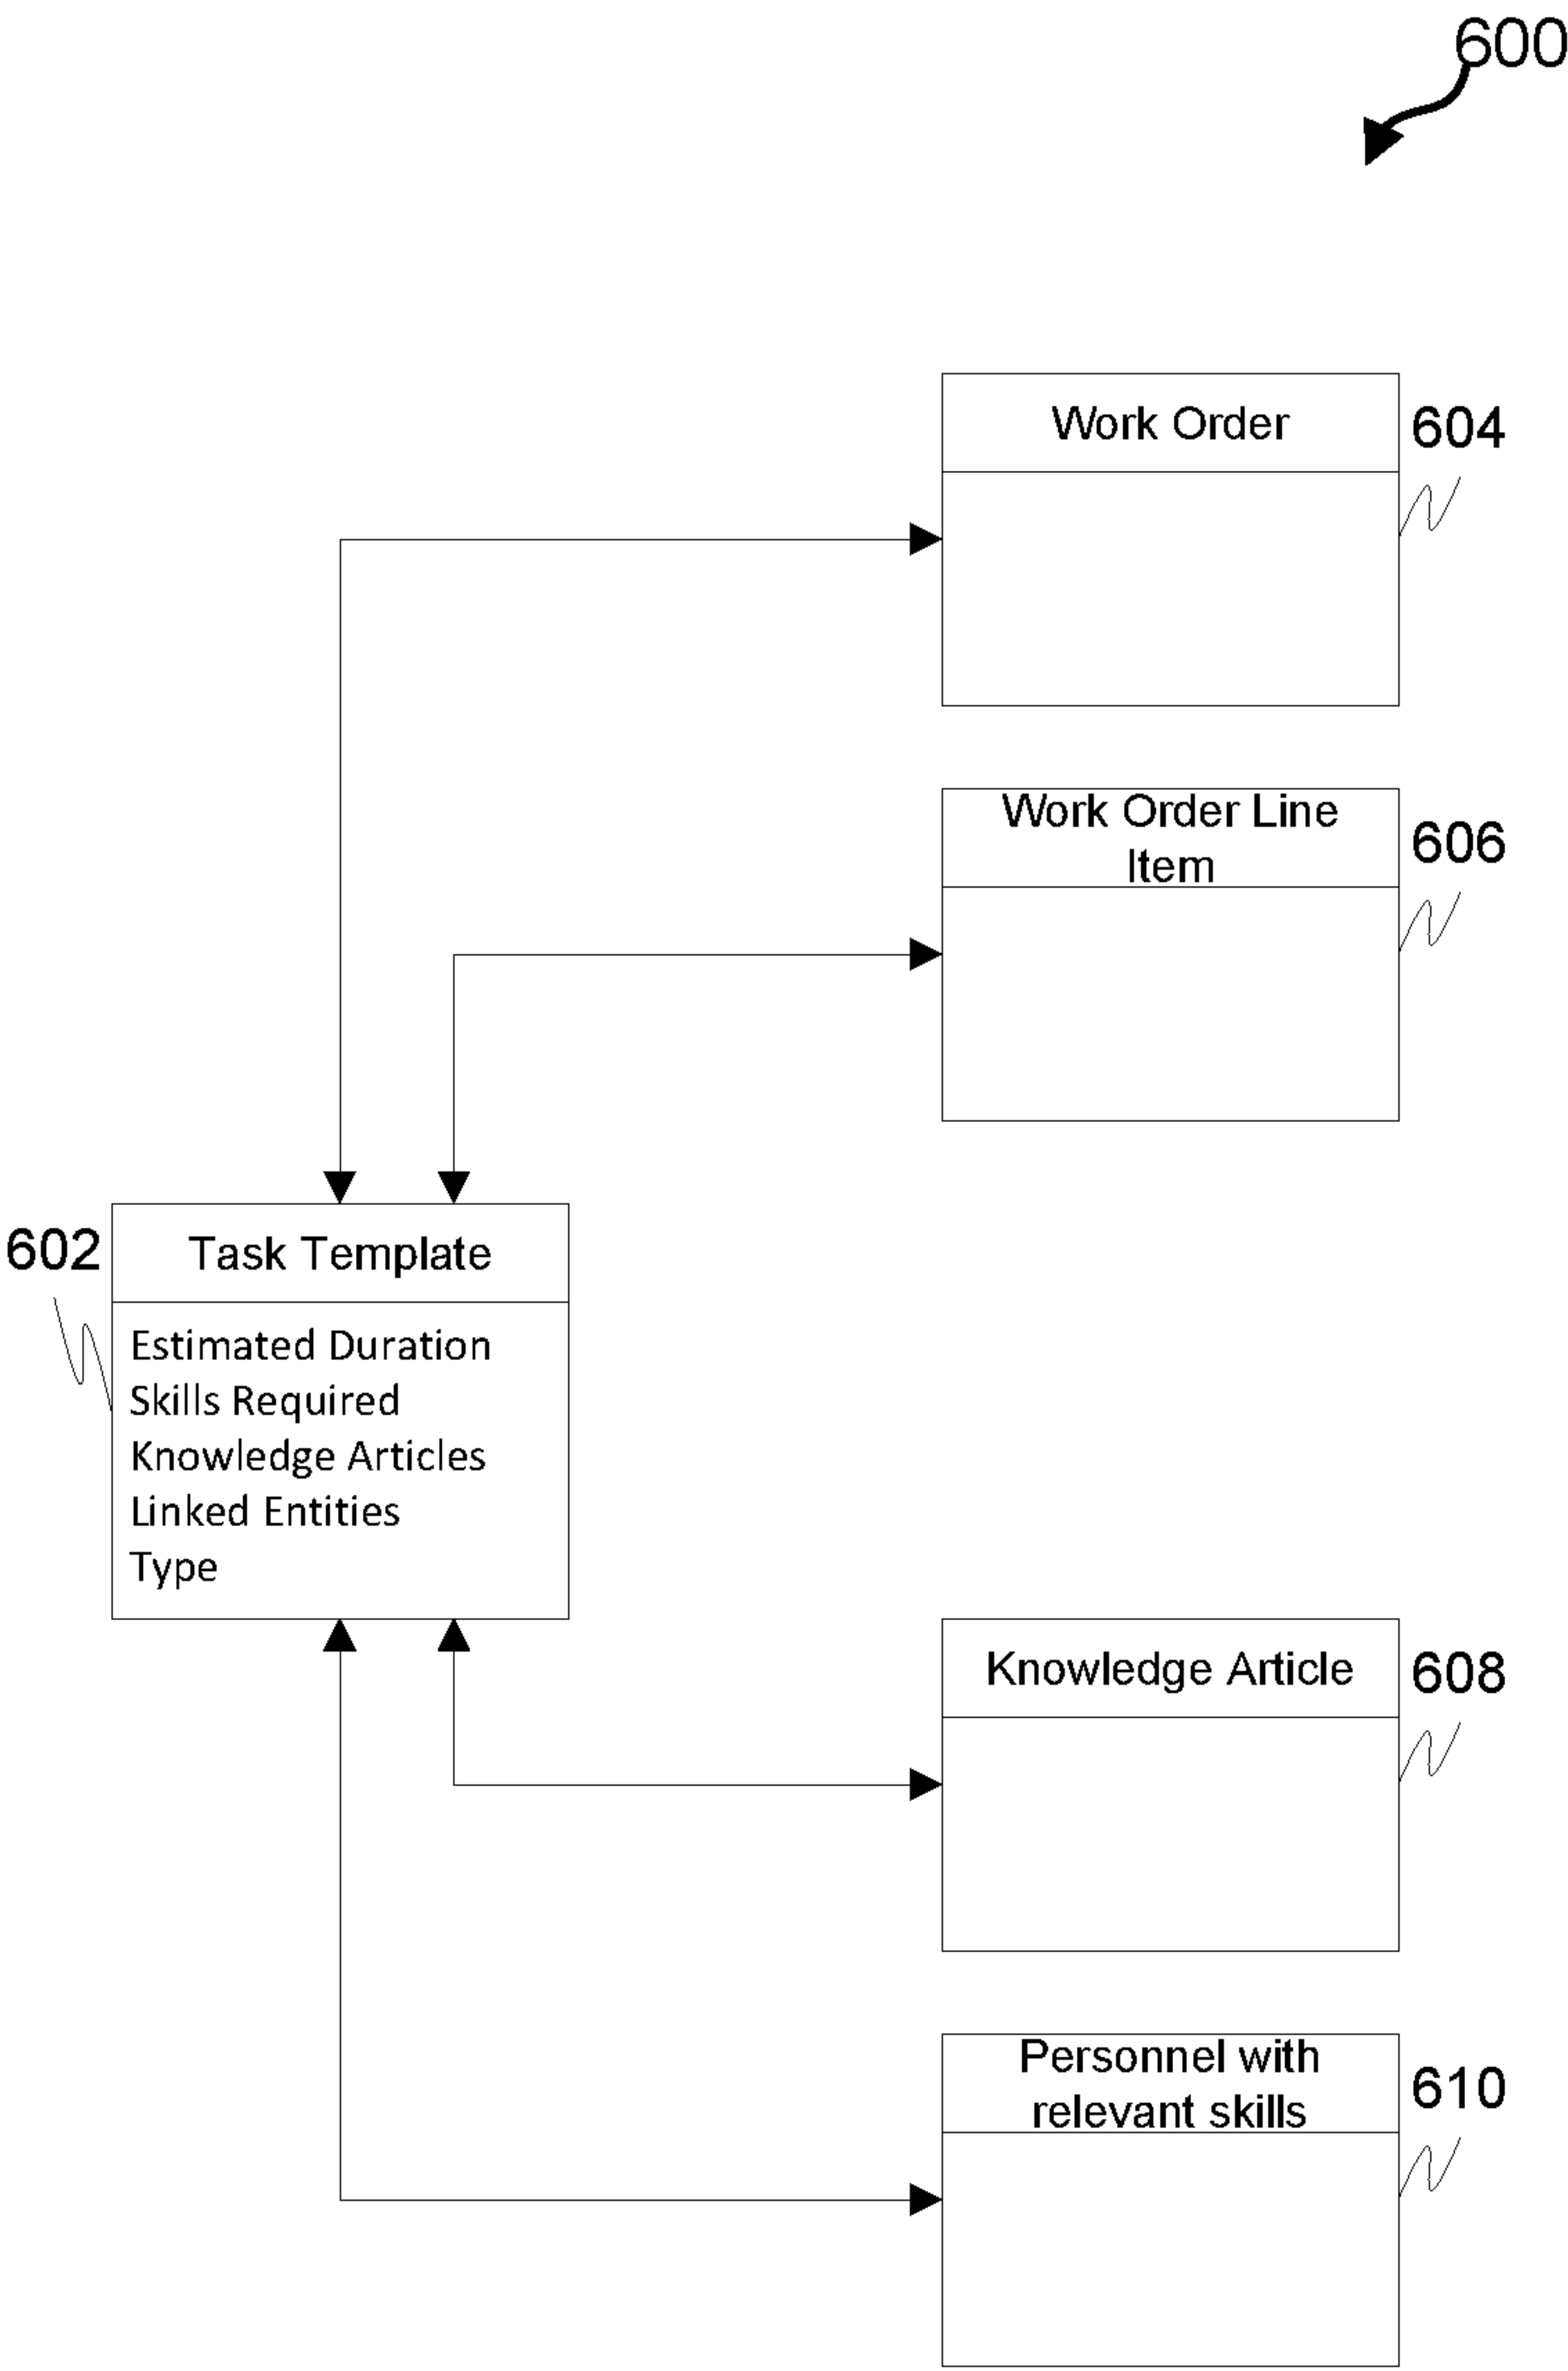 600
Work Order
604
Work Order Line
Item
606
602
Task Template
Estimated Duration
Skills Required
Knowledge Articles
Linked Entities
Type
Knowledge Article
608
Personnel with
relevant skills
610